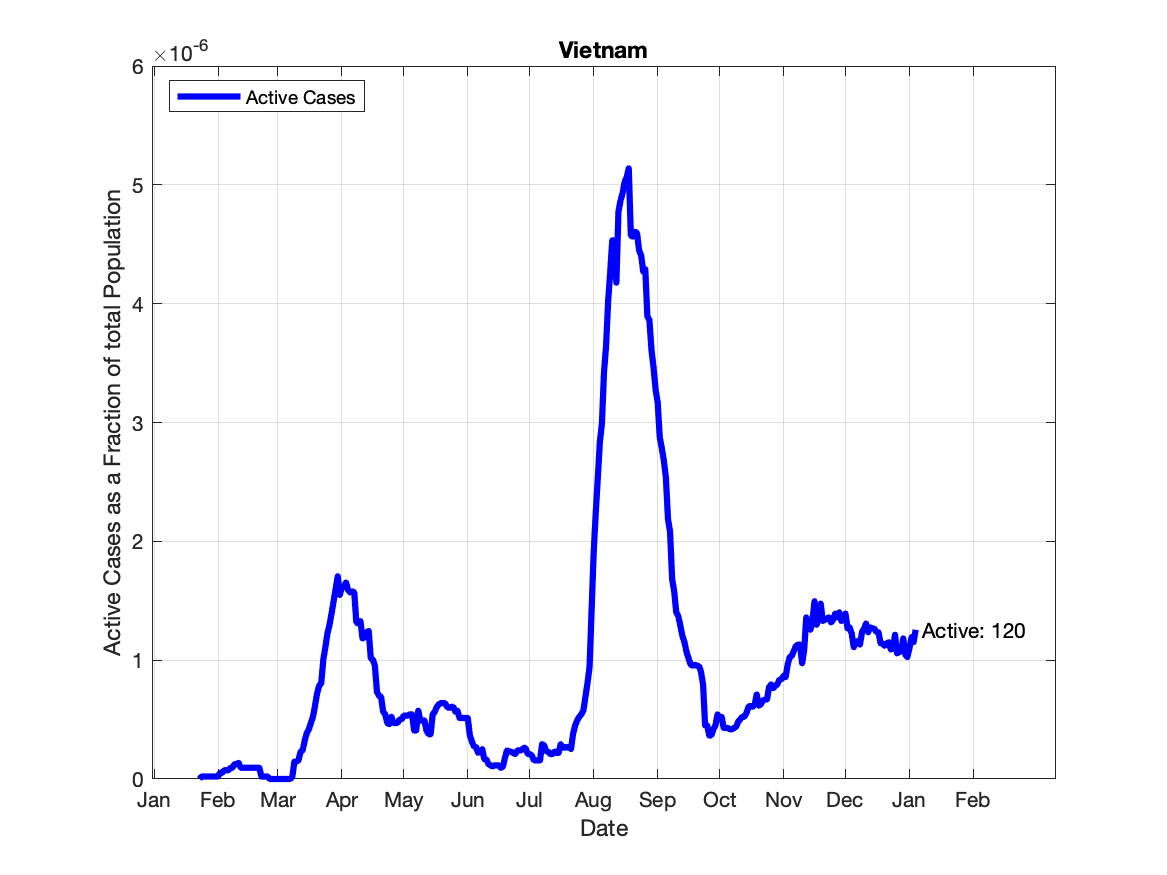 Vietnam
×10-6
Active Cases
6
5
4
3
2
1
0
Active Cases as a Fraction of total Population
Active: 120
Jan Feb Mar Apr May Jun Jul Aug Sep Oct Nov Dec Jan Feb
Date